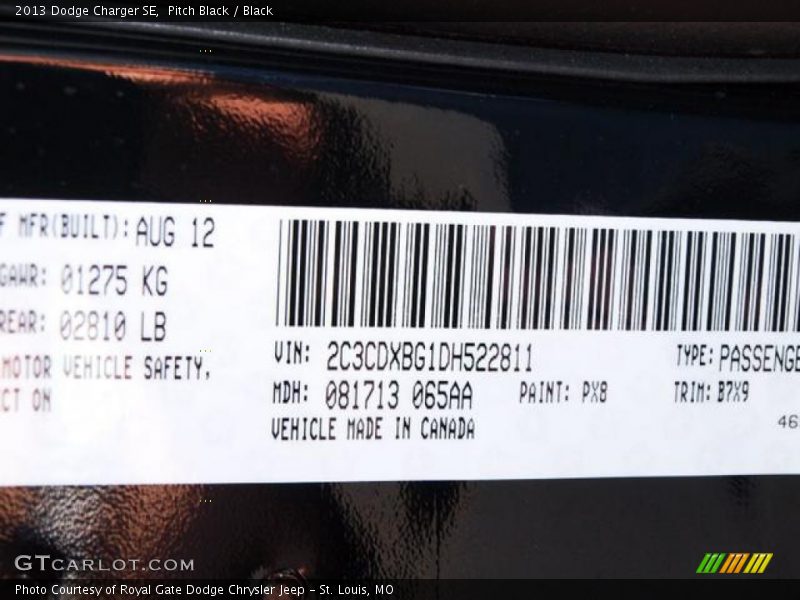 2013 Dodge Charger SE,  Pitch Black / Black
F MFR(BUILT): AUG 12
GAWR: 01275 KG
REAR: 02810 LB
MOTOR VEHICLE SAFETY,
CT ON
VIN: 2C3CDXBG1DH522811
TYPE: PASSENGE
MDH: 081713 065AA PAINT: PX8 TRIM: B7X9
VEHICLE MADE IN CANADA
46
GTCARLOT.COM
Photo Courtesy of Royal Gate Dodge Chrysler Jeep - St. Louis, MO